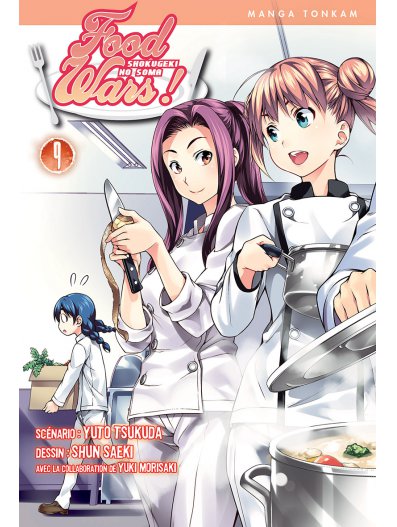 MANGA TONKAM
Food
SHOKUGEKI
NO SOMA
Wars!
9
SCÉNARIO : YUTO TSUKUDA
DESSIN : SHUN SAEKI
AVEC LA COLLABORATION DE YUKI MORISAKI